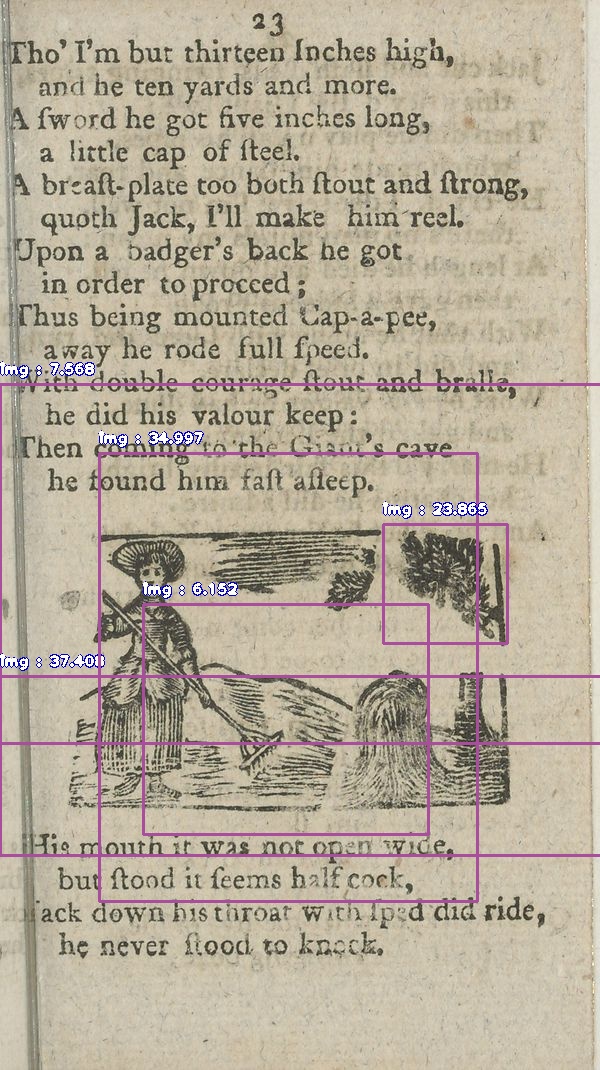 23
Tho' I'm but thirteen Inches high,
and he ten yards and more.
A ſword he got five inches long,
a little cap of ſteel.
A breaſt-plate too both ſtout and ſtrong,
quoth Jack, I'll make him reel.
Upon a badger's back he got
in order to proceed;
Thus being mounted Cap-a-pee,
away he rode full ſpeed.
img : 7.568
With double courage ſtout and
he did his valour keep:
img : 34.997
Then coming to the Giant's cave
he found him faſt aſleep.
img : 23.865
img : 6.152
img : 37.400
His mouth it was not open wide,
but ſtood it ſeems half cock,
Jack down his throat with ſped did ride,
he never ſtood to knock.